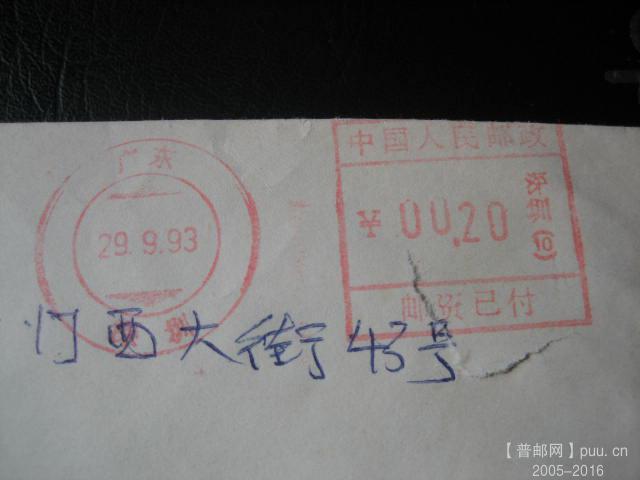 广东
29.9.93
中国人民邮政
¥00.20
深圳(10)
邮资已付
门西大街43号
【普邮网】puu.cn
2005-2016